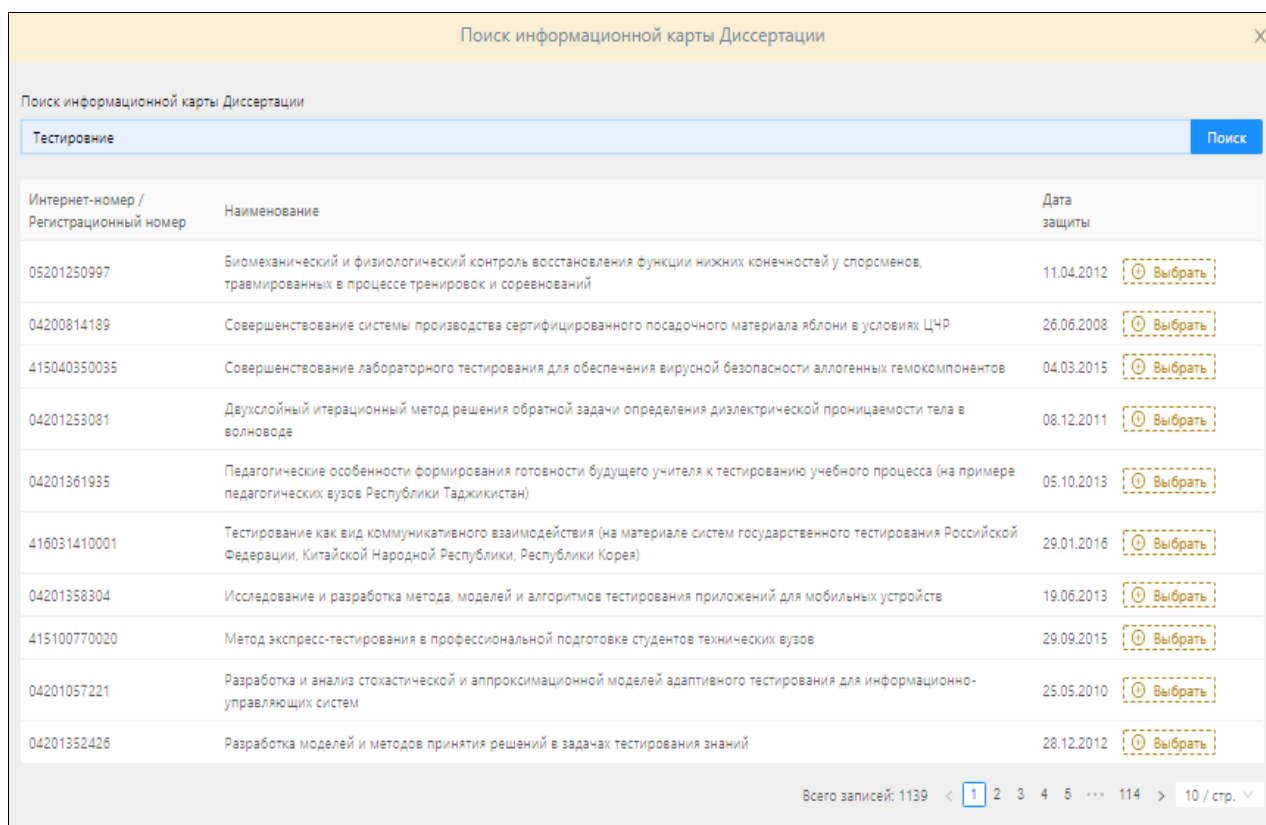 Поиск информационной карты Диссертации
Поиск информационной карты Диссертации
Тестировние
Поиск
Интернет-номер /
Регистрационный номер
Наименование
Дата
защиты
05201250997
Биомеханический и физиологический контроль восстановления функции нижних конечностей у спорсменов,
травмированных в процессе тренировок и соревнований
11.04.2012 Выбрать
04200814189 Совершенствование системы производства сертифицированного посадочного материала яблони в условиях ЦЧР 26.06.2008 Выбрать
415040350035 Совершенствование лабораторного тестирования для обеспечения вирусной безопасности аллогенных гемокомпонентов 04.03.2015 Выбрать
04201253081
Двухслойный итерационный метод решения обратной задачи определения диэлектрической проницаемости тела в
волноводе
08.12.2011 Выбрать
04201361935
Педагогические особенности формирования готовности будущего учителя к тестированию учебного процесса (на примере
педагогических вузов Республики Таджикистан)
05.10.2013 Выбрать
416031410001
Тестирование как вид коммуникативного взаимодействия (на материале систем государственного тестирования Российской
Федерации, Китайской Народной Республики, Республики Корея)
29.01.2016 Выбрать
04201358304 Исследование и разработка метода, моделей и алгоритмов тестирования приложений для мобильных устройств 19.06.2013 Выбрать
415100770020 Метод экспресс-тестирования в профессиональной подготовке студентов технических вузов 29.09.2015 Выбрать
04201057221
Разработка и анализ стохастической и аппроксимационной моделей адаптивного тестирования для информационно-
управляющих систем
25.05.2010 Выбрать
04201352426 Разработка моделей и методов принятия решений в задачах тестирования знаний 28.12.2012 Выбрать
Всего записей: 1139 < 1 2 3 4 5 ••• 114 > 10 / стр.